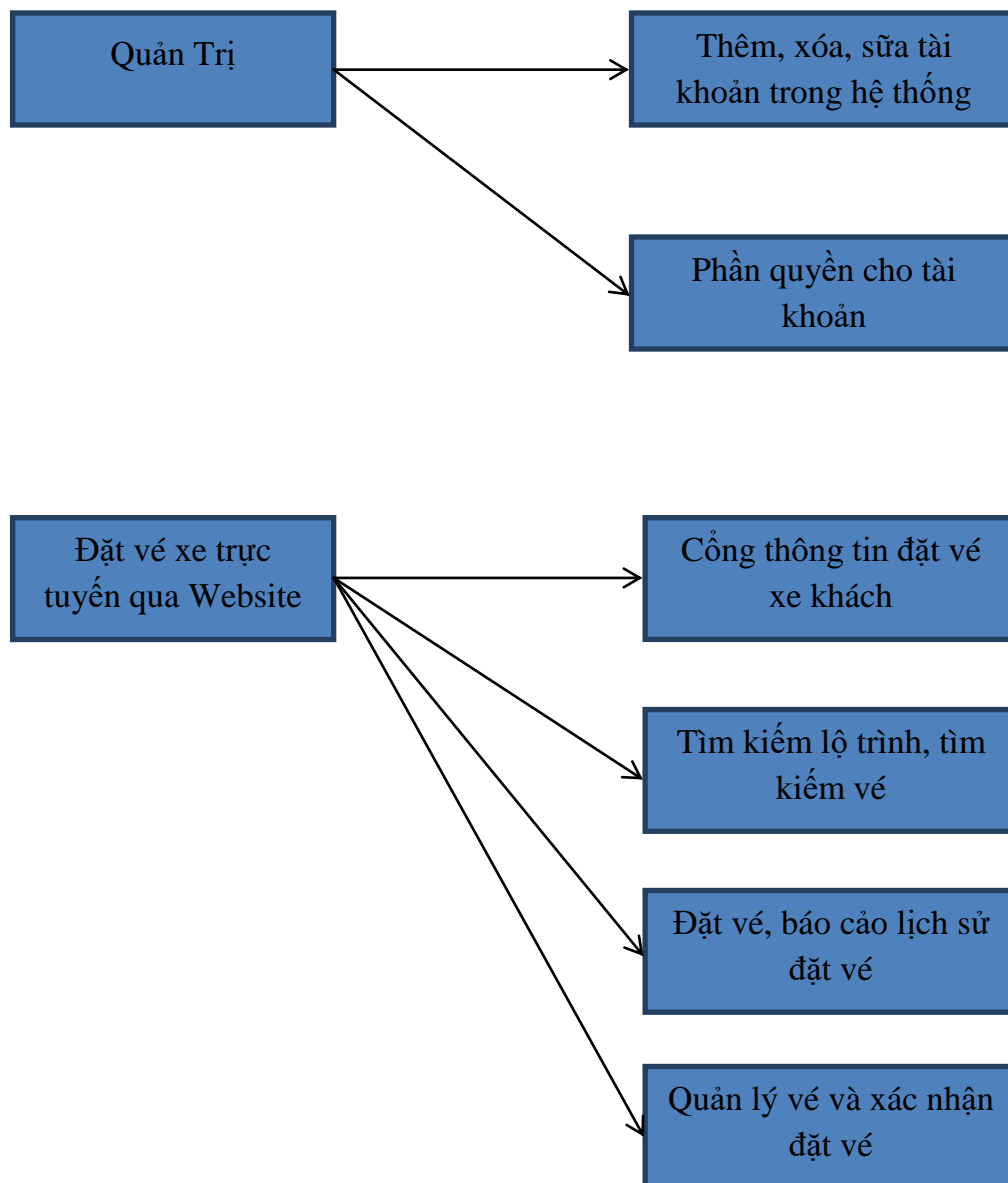 Quản Trị
Thêm, xóa, sữa tài
khoản trong hệ thống
Phần quyền cho tài
khoản
Đặt vé xe trực
tuyến qua Website
Cổng thông tin đặt vé
xe khách
Tìm kiếm lộ trình, tìm
kiếm vé
Đặt vé, báo cảo lịch sử
đặt vé
Quản lý vé và xác nhận
đặt vé